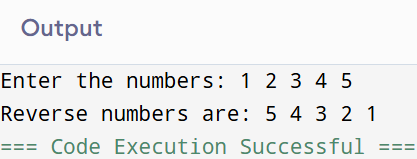 Output
Enter the numbers: 1 2 3 4 5
Reverse numbers are: 5 4 3 2 1
=== Code Execution Successful ===